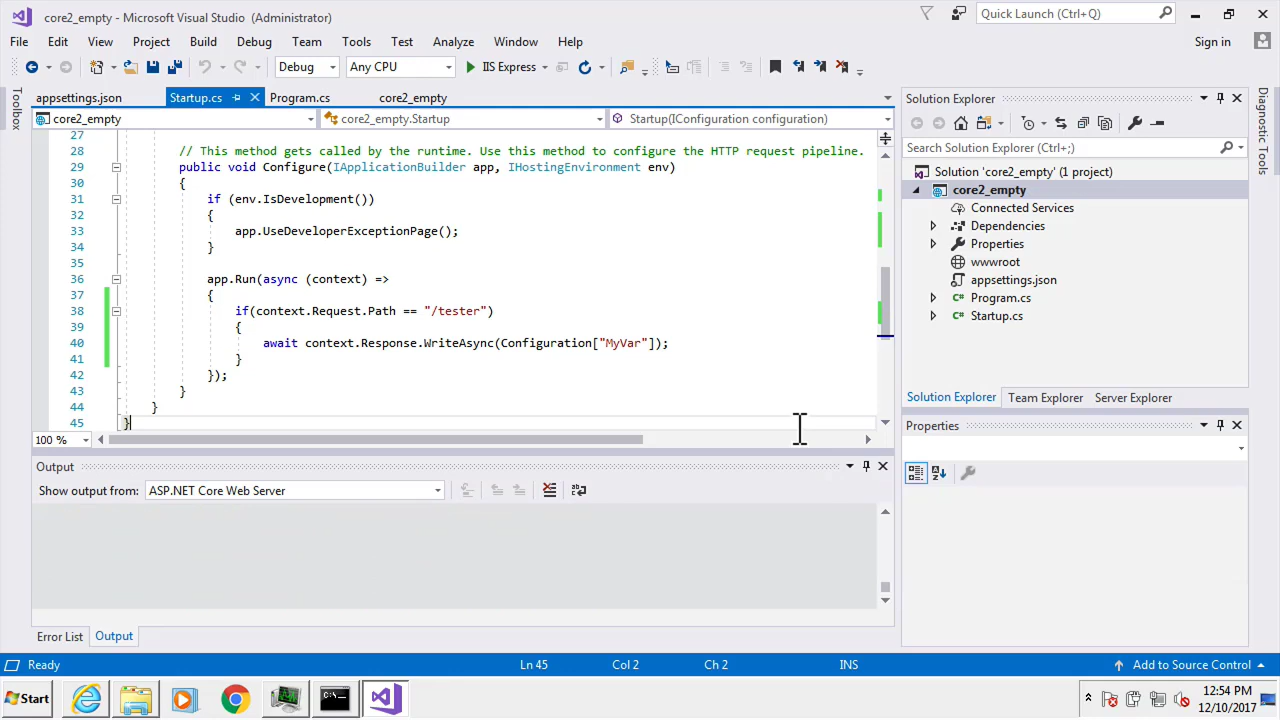 core2_empty - Microsoft Visual Studio (Administrator)
Quick Launch (Ctrl+Q)
File Edit View Project Build Debug Team Tools Test Analyze Window Help
Sign in
Debug Any CPU IIS Express
Toolbox
appsettings.json Startup.cs Program.cs core2_empty
core2_empty core2_empty.Startup Startup(IConfiguration configuration)
27
28 // This method gets called by the runtime. Use this method to configure the HTTP request pipeline.
29 public void Configure(IApplicationBuilder app, IHostingEnvironment env)
30 {
31 if (env.IsDevelopment())
32 {
33 app.UseDeveloperExceptionPage();
34 }
35
36 app.Run(async (context) =>
37 {
38 if(context.Request.Path == "/tester")
39 {
40 await context.Response.WriteAsync(Configuration["MyVar"]);
41 }
42 });
43 }
44 }
45 }
100 %
Output
Show output from: ASP.NET Core Web Server
Error List Output
Solution Explorer
Search Solution Explorer (Ctrl+;)
Solution 'core2_empty' (1 project)
core2_empty
Connected Services
Dependencies
Properties
wwwroot
appsettings.json
C# Program.cs
C# Startup.cs
Solution Explorer Team Explorer Server Explorer
Properties
Diagnostic Tools
Ready Ln 45 Col 2 Ch 2 INS Add to Source Control
Start
C:\
12:54 PM
12/10/2017